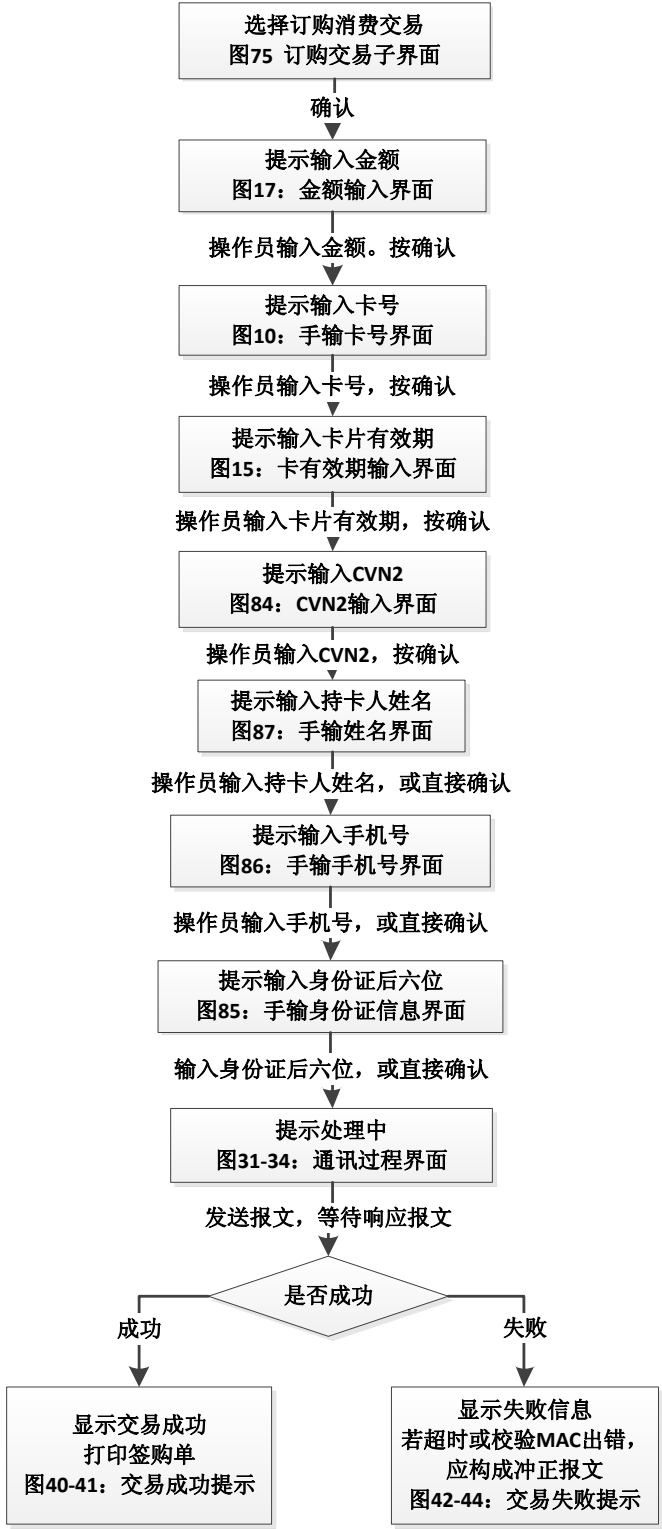 选择订购消费交易
图75 订购交易子界面
确认
提示输入金额
图17：金额输入界面
操作员输入金额。按确认
提示输入卡号
图10：手输卡号界面
操作员输入卡号，按确认
提示输入卡片有效期
图15：卡有效期输入界面
操作员输入卡片有效期，按确认
提示输入CVN2
图84：CVN2输入界面
操作员输入CVN2，按确认
提示输入持卡人姓名
图87：手输姓名界面
操作员输入持卡人姓名，或直接确认
提示输入手机号
图86：手输手机号界面
操作员输入手机号，或直接确认
提示输入身份证后六位
图85：手输身份证信息界面
输入身份证后六位，或直接确认
提示处理中
图31-34：通讯过程界面
发送报文，等待响应报文
是否成功
成功
失败
显示交易成功
打印签购单
图40-41：交易成功提示
显示失败信息
若超时或校验MAC出错，
应构成冲正报文
图42-44：交易失败提示